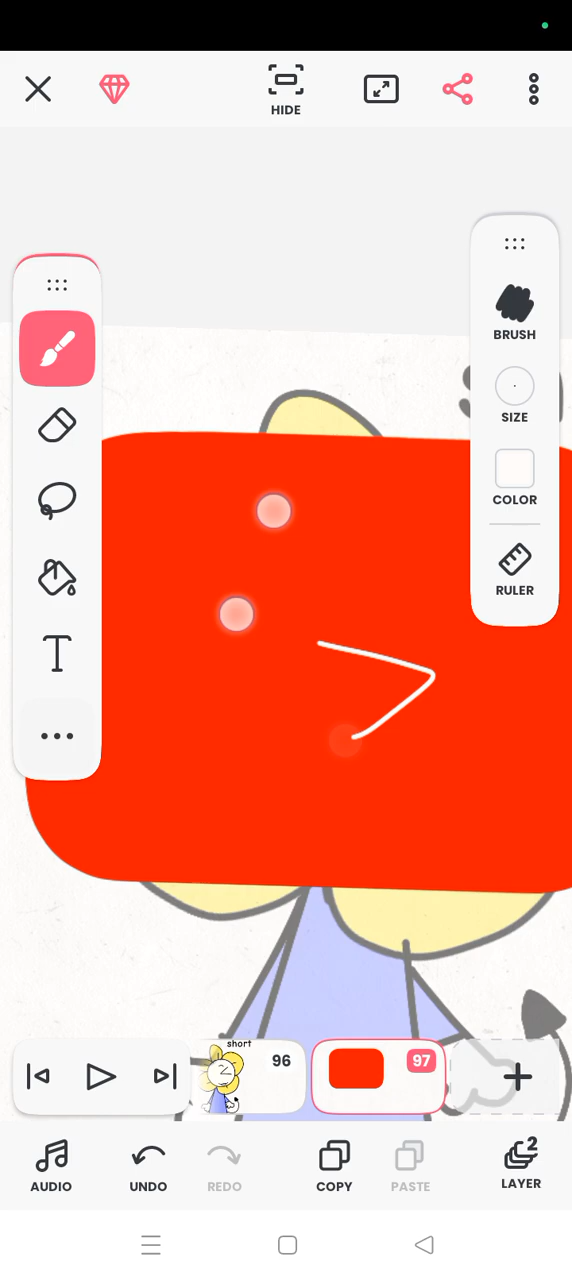 HIDE
BRUSH
SIZE
COLOR
RULER
T
short
96
97
AUDIO
UNDO
REDO
COPY
PASTE
2
LAYER